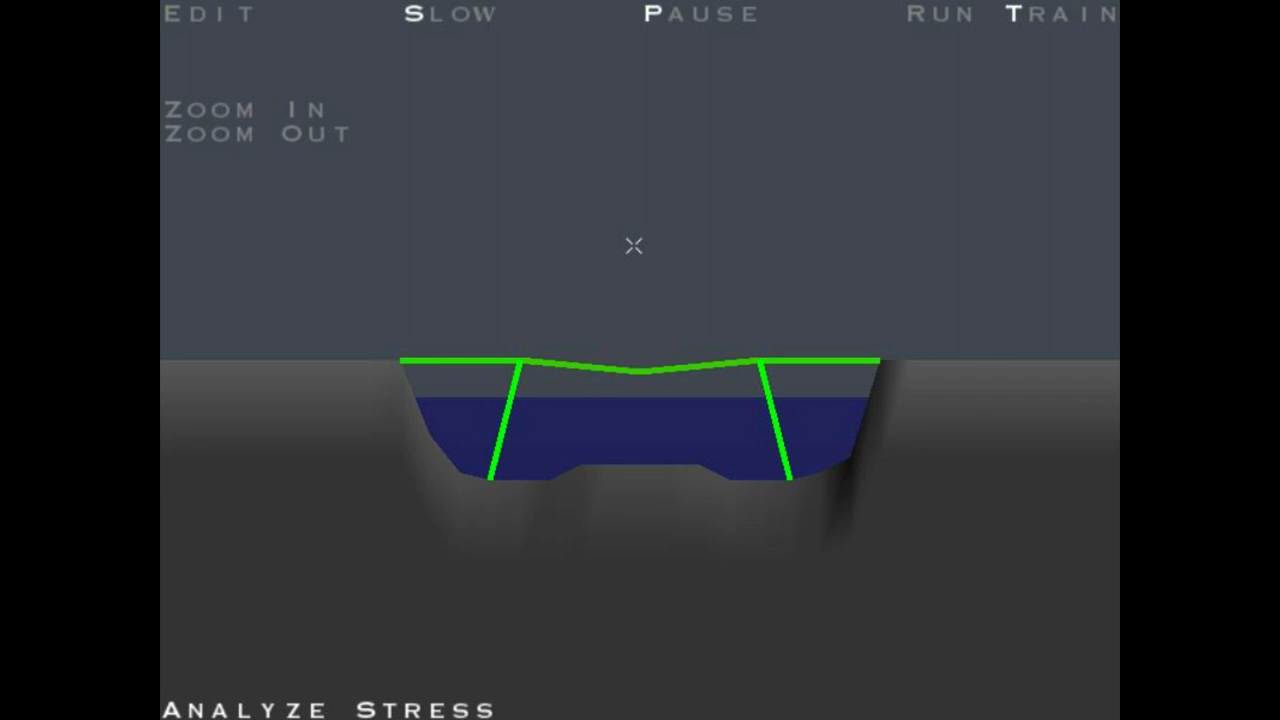 EDIT SLOW PAUSE RUN TRAIN
ZOOM IN
ZOOM OUT
ANALYZE STRESS